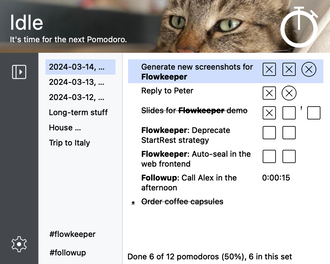 Idle
It's time for the next Pomodoro.
2024-03-14, ...
2024-03-13, ...
2024-03-12, ...
Long-term stuff
House ...
Trip to Italy
#flowkeeper
#followup
Generate new screenshots for
Flowkeeper
Reply to Peter
Slides for Flowkeeper demo
Flowkeeper: Deprecate
StartRest strategy
Flowkeeper: Auto-seal in the
web frontend
Followup: Call Alex in the
afternoon
0:00:15
* Order coffee capsules
Done 6 of 12 pomodoros (50%), 6 in this set